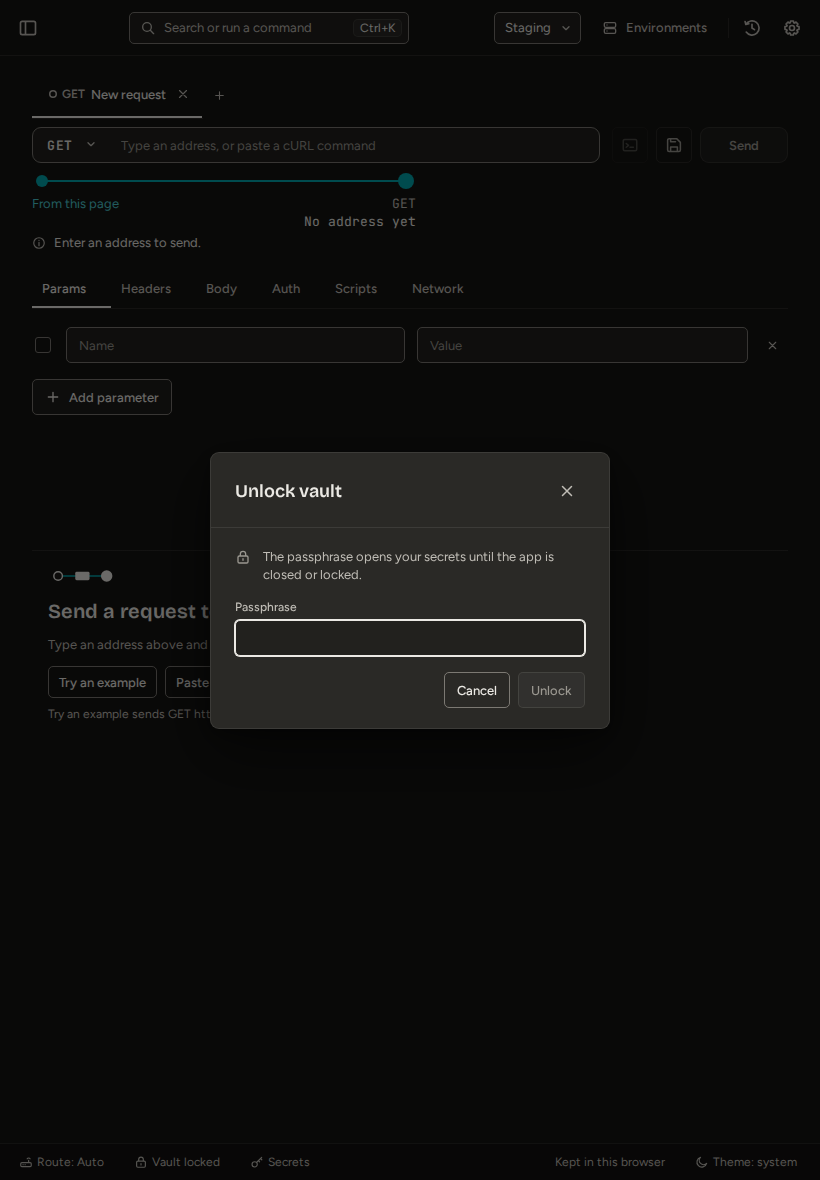 Search or run a command Ctrl+K Staging Environments
GET New request
GET Type an address, or paste a cURL command Send
From this page GET
No address yet
Enter an address to send.
Params Headers Body Auth Scripts Network
Name Value
Add parameter
Unlock vault
The passphrase opens your secrets until the app is
closed or locked.
Passphrase
Cancel Unlock
Send a request
Type an address above and
Try an example Paste
Try an example sends GET
Route: Auto Vault locked Secrets Kept in this browser Theme: system